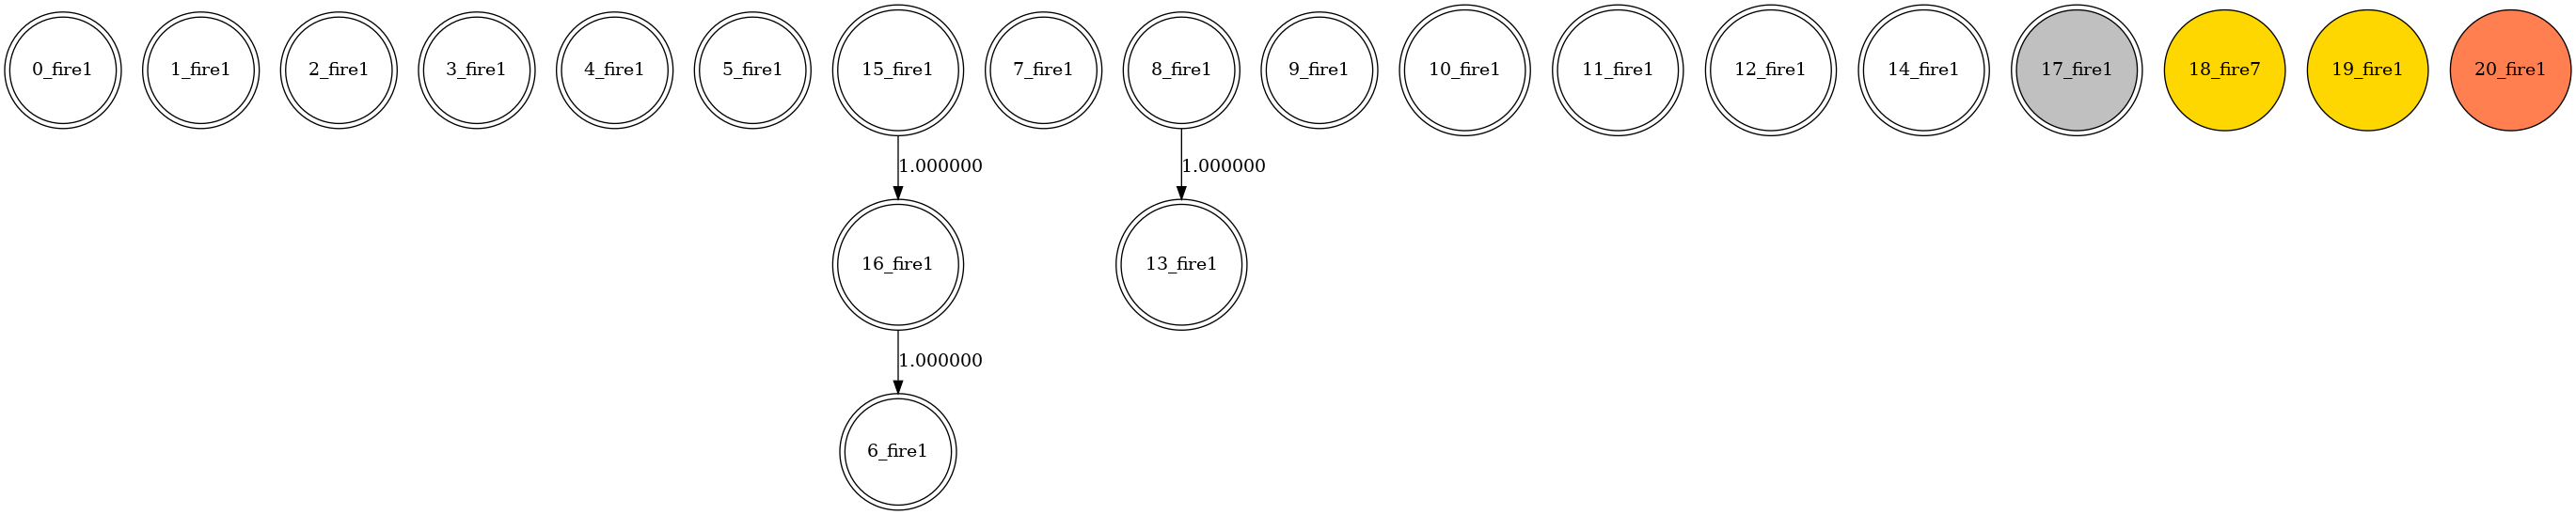 0_fire1
1_fire1
2_fire1
3_fire1
4_fire1
5_fire1
15_fire1
7_fire1
8_fire1
9_fire1
10_fire1
11_fire1
12_fire1
14_fire1
17_fire1
18_fire7
19_fire1
20_fire1
1.000000
1.000000
16_fire1
13_fire1
1.000000
6_fire1